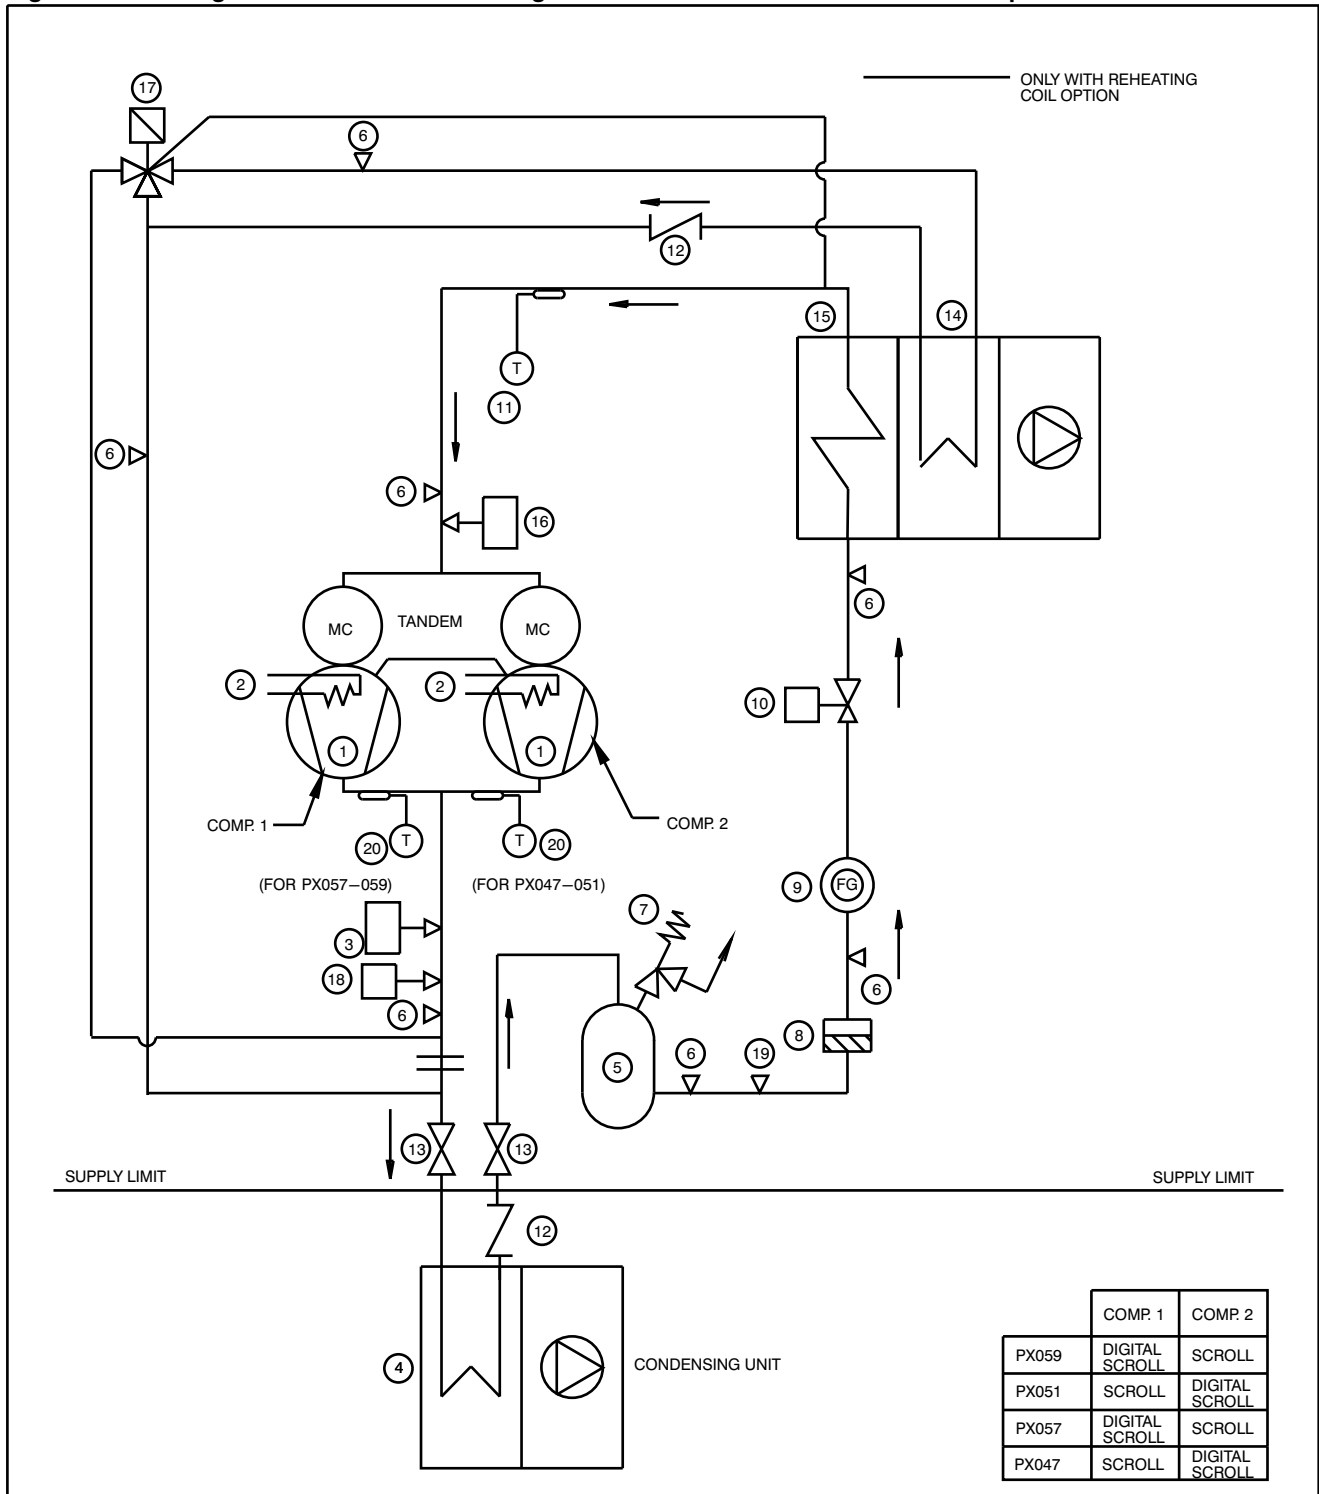 17
ONLY WITH REHEATING
COIL OPTION
6
12
15
14
T
11
6
6
16
6
MC
TANDEM
MC
2
2
10
1
1
COMP. 1
COMP. 2
20
T
T
20
(FOR PX057–059)
(FOR PX047–051)
9
FG
7
3
18
6
6
8
5
6
19
13
13
SUPPLY LIMIT
SUPPLY LIMIT
12
4
CONDENSING UNIT
COMP. 1 COMP. 2
PX059 DIGITAL SCROLL SCROLL
PX051 SCROLL DIGITAL SCROLL
PX057 DIGITAL SCROLL SCROLL
PX047 SCROLL DIGITAL SCROLL